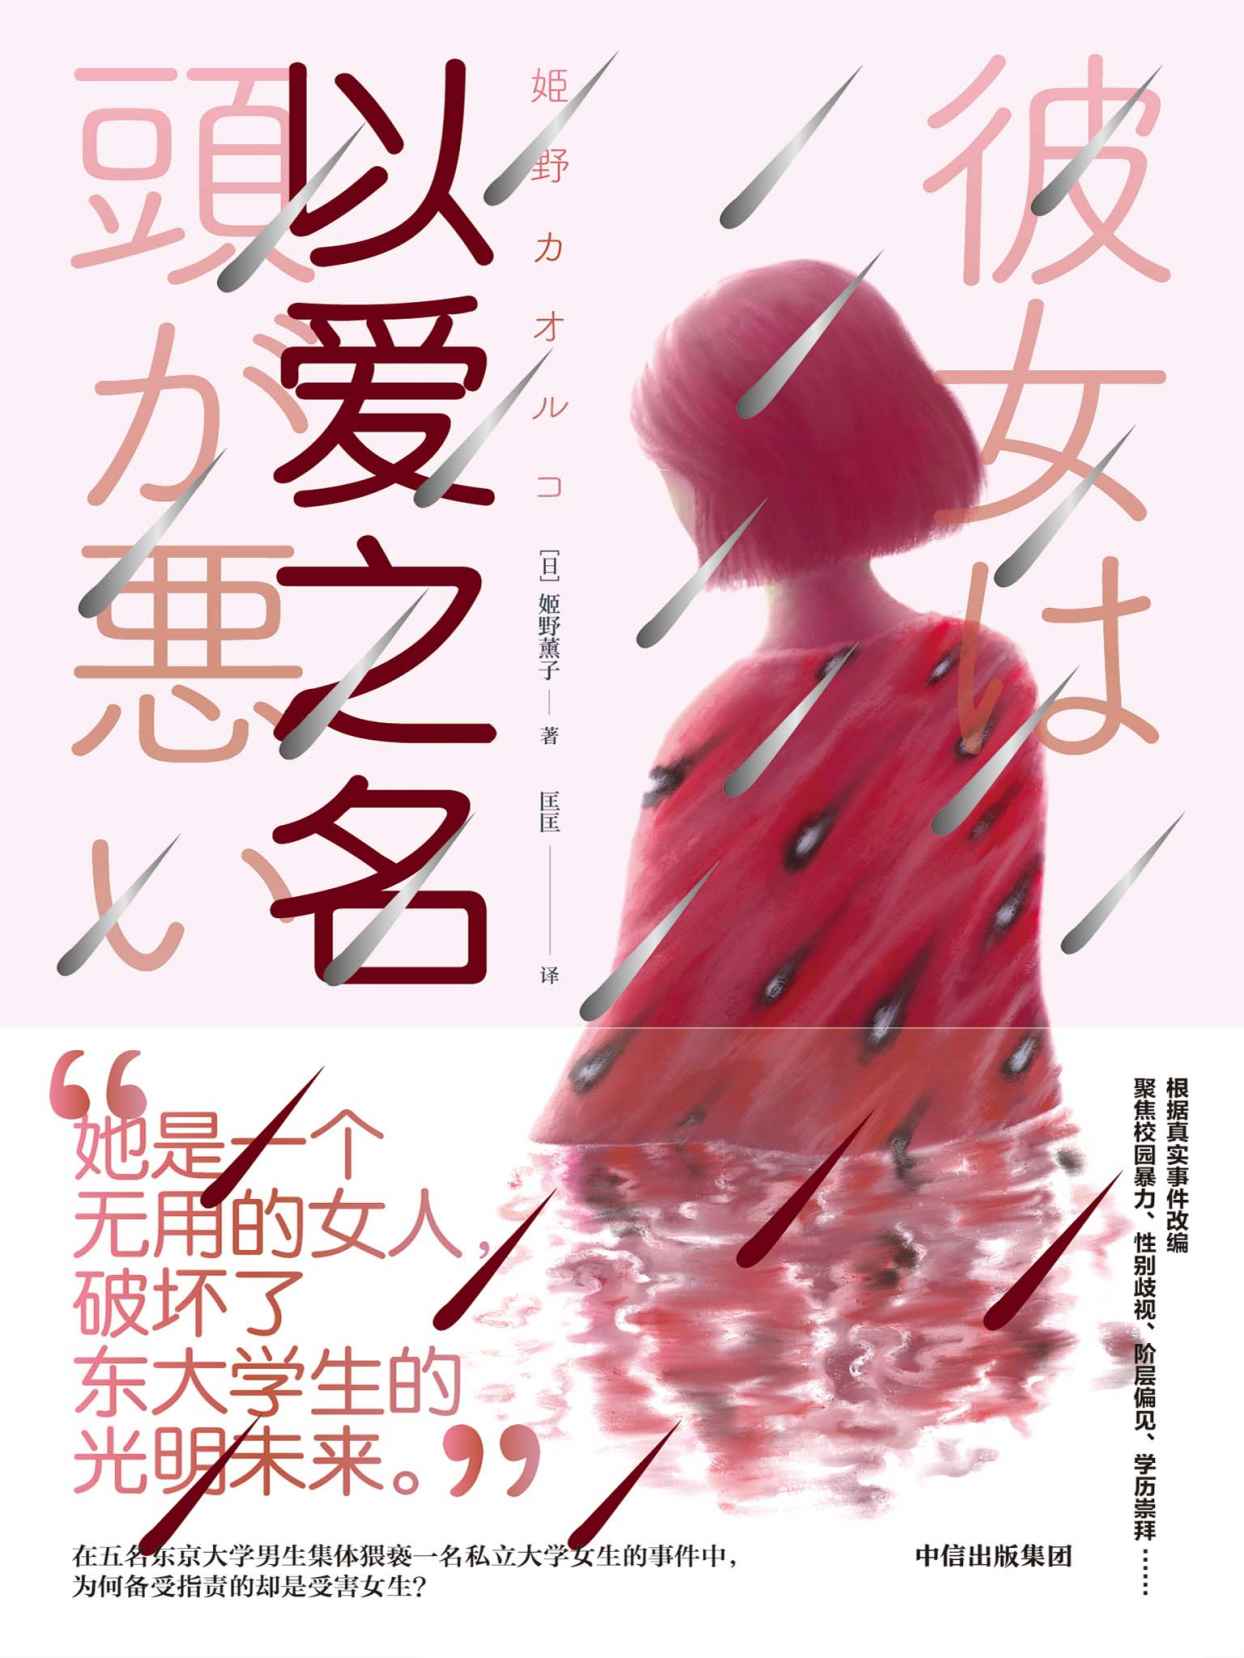 彼女は
頭が悪い
以爱之名
姫野カオルコ
［日］姬野薰子 著 匡匡 译
“她是一个
无用的女人，
破坏了
东大学生的
光明未来。”
根据真实事件改编
聚焦校园暴力、性别歧视、阶层偏见、学历崇拜……
在五名东京大学男生集体猥亵一名私立大学女生的事件中，
为何备受指责的却是受害女生？
中信出版集团